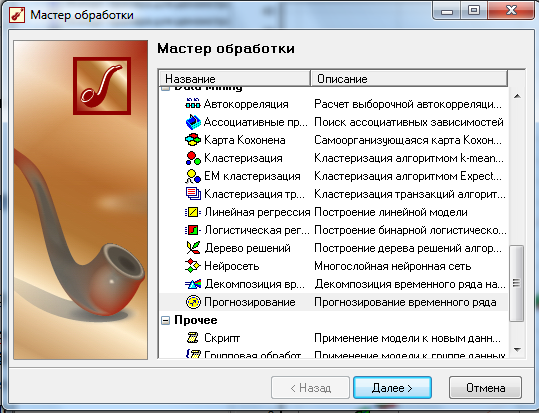 Мастер обработки
Мастер обработки
Название Описание
Data Mining
Автокорреляция Расчет выборочной автокорреляци...
Ассоциативные пр... Поиск ассоциативных зависимостей
Карта Кохонена Самоорганизующаяся карта Кохон...
Кластеризация Кластеризация алгоритмом k-mean...
EM кластеризация Кластеризация алгоритмом Expect...
Кластеризация тр... Кластеризация транзакций алгорит...
Линейная регрессия Построение линейной модели
Логистическая рег... Построение бинарной логистическо...
Дерево решений Построение дерева решений алгор...
Нейросеть Многослойная нейронная сеть
Декомпозиция вр... Декомпозиция временного ряда на...
Прогнозирование Прогнозирование временного ряда
Прочее
Скрипт Применение модели к новым данн...
Групповая обработ... Применение модели к группе данных
< Назад Далее > Отмена